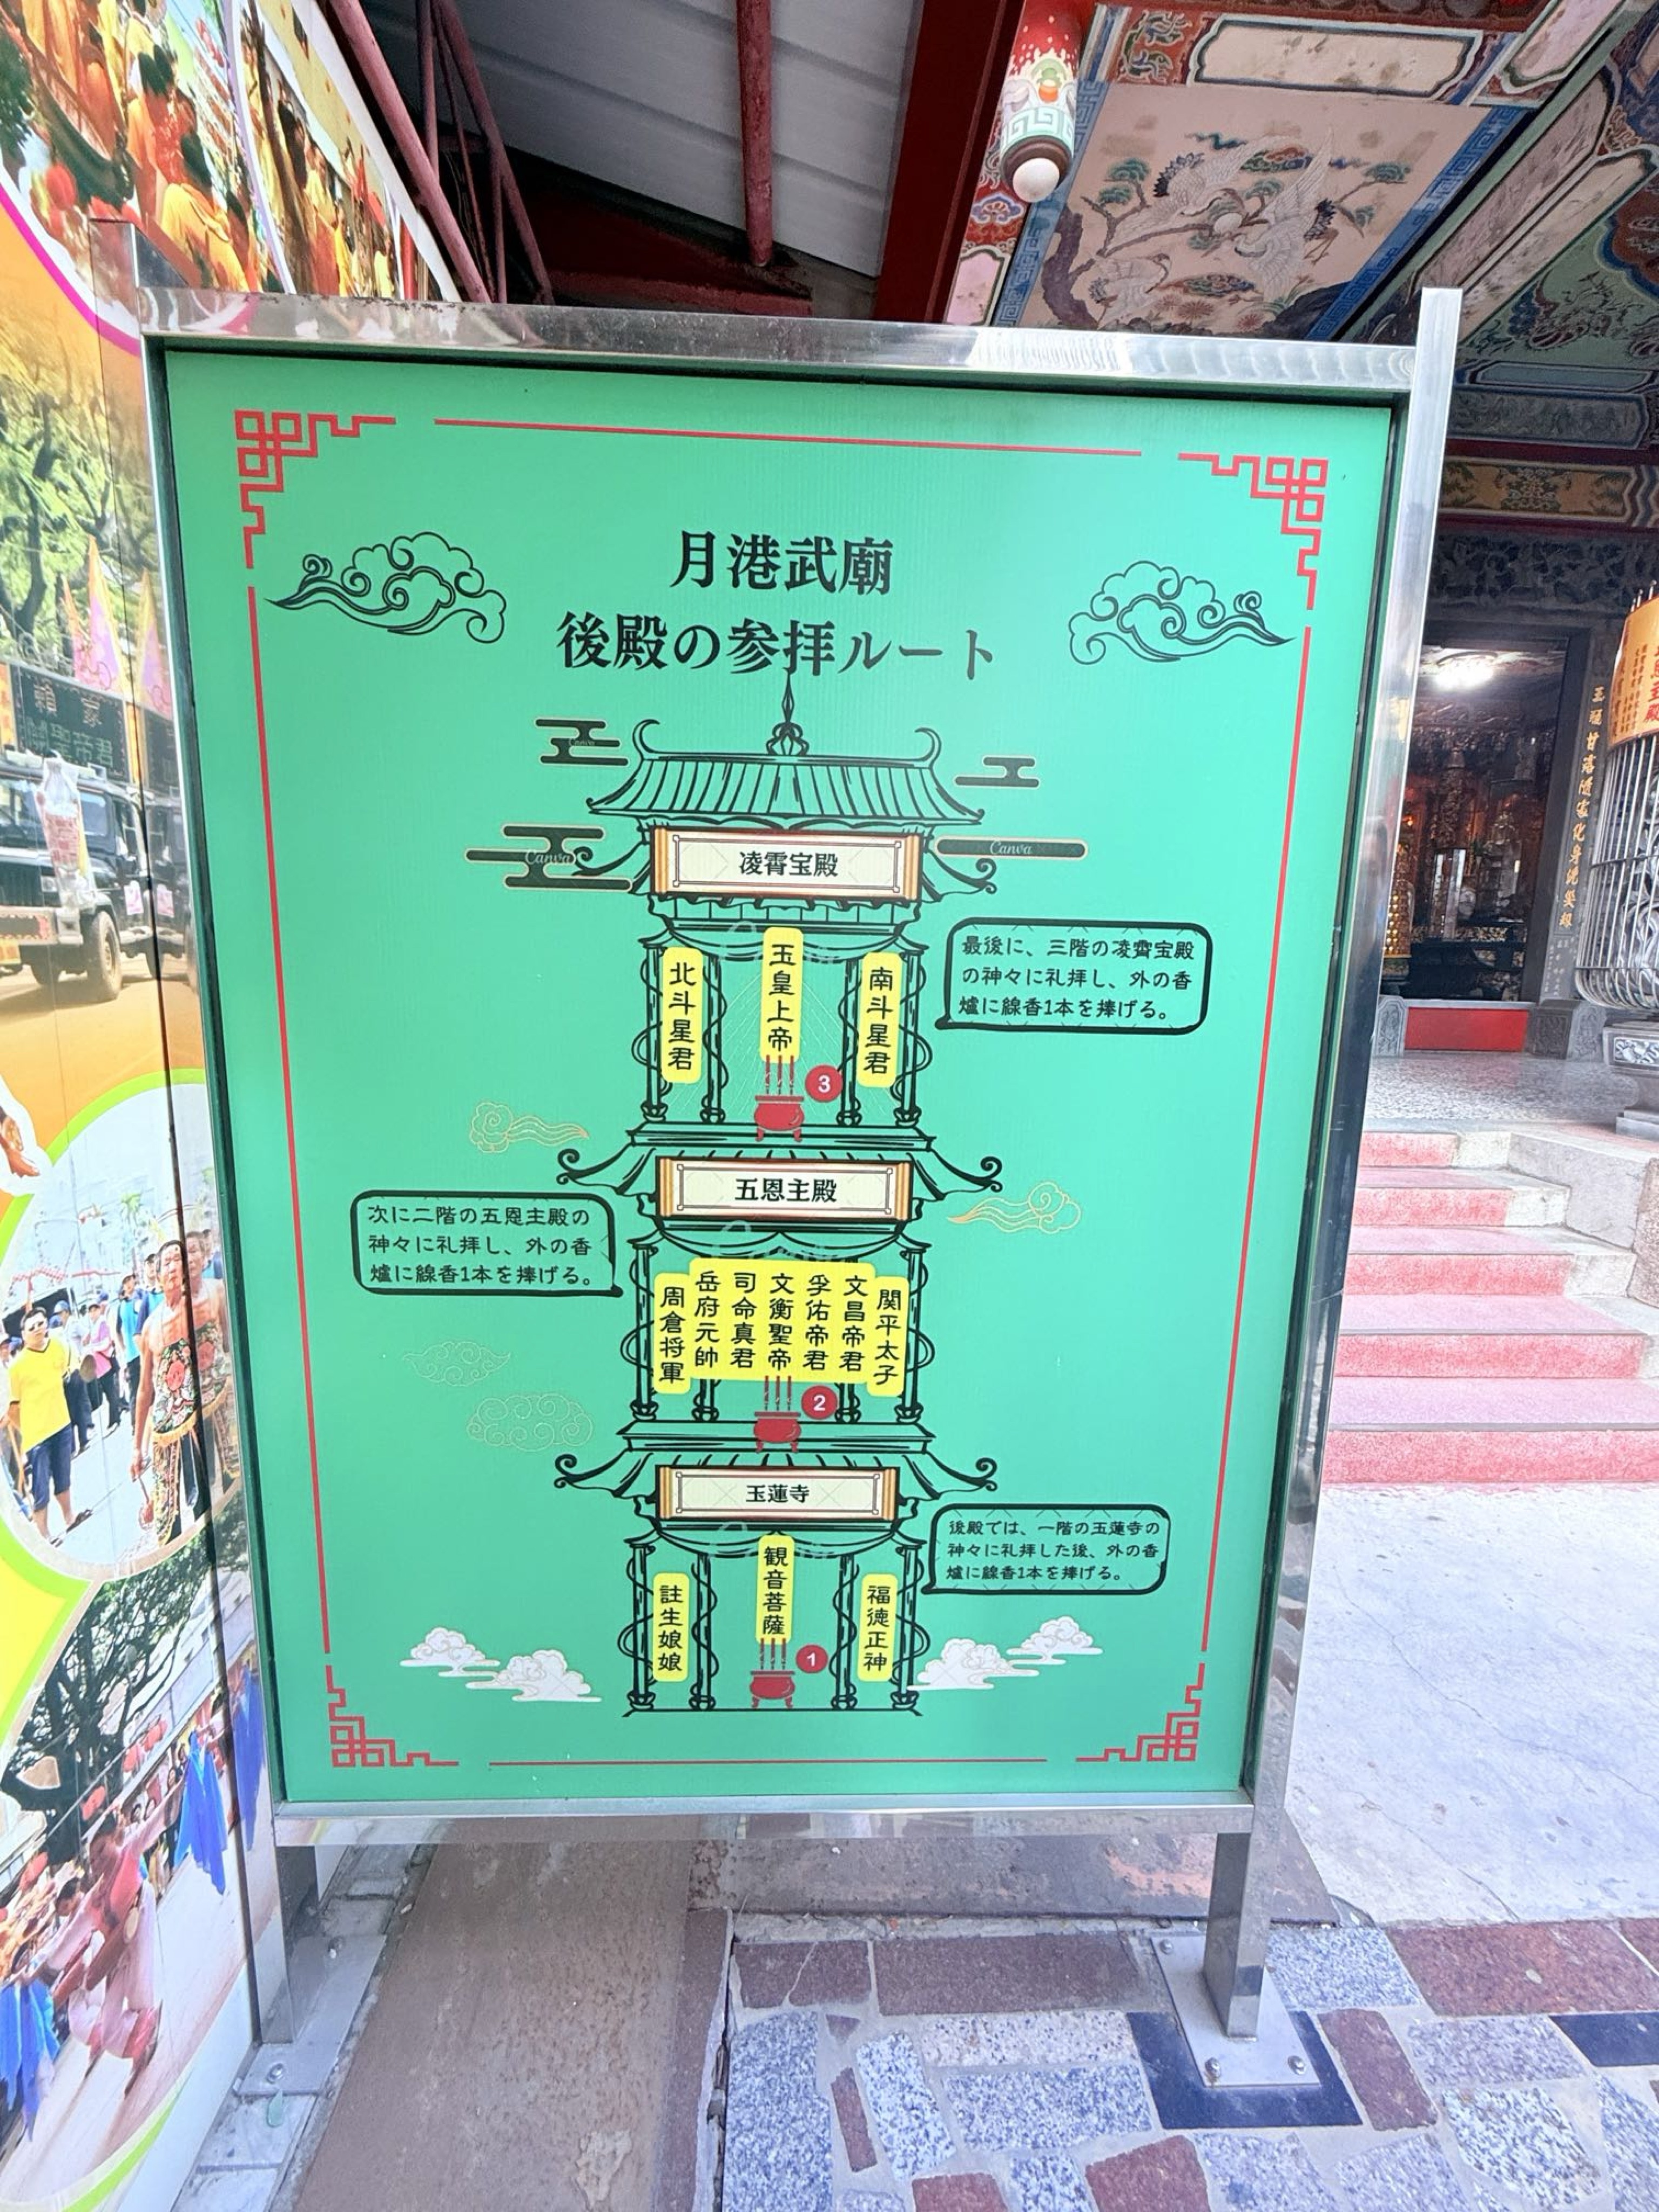 月港武廟
後殿の参拝ルート
凌霄宝殿
北斗星君
玉皇上帝
南斗星君
3
最後に、三階の凌霄宝殿
の神々に礼拝し、外の香
爐に線香1本を捧げる。
五恩主殿
次に二階の五恩主殿の
神々に礼拝し、外の香
爐に線香1本を捧げる。
周倉将軍
岳府元帥
司命真君
文衡聖帝
孚佑帝君
文昌帝君
関平太子
2
玉蓮寺
後殿では、一階の玉蓮寺の
神々に礼拝した後、外の香
爐に線香1本を捧げる。
註生娘娘
観音菩薩
福徳正神
1
Canva
Canva